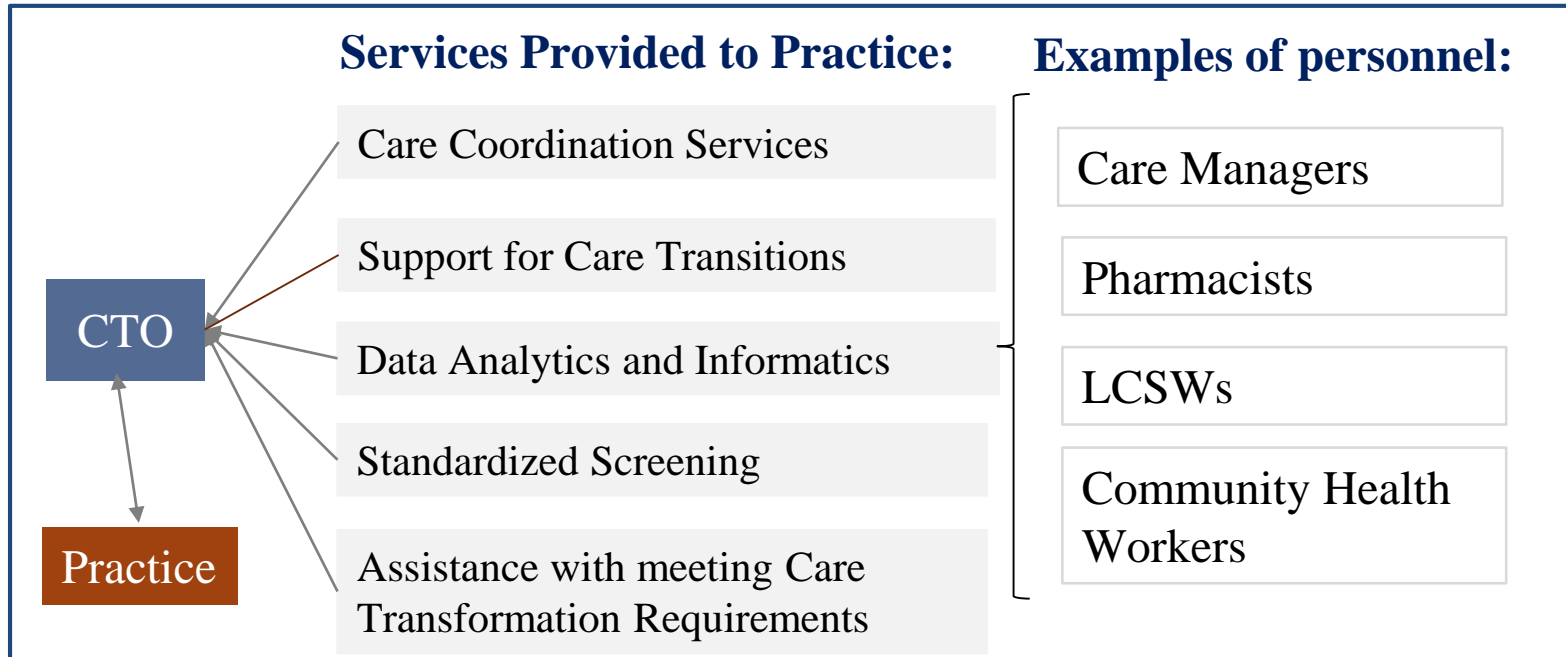 Services Provided to Practice:
Examples of personnel:
Care Coordination Services
Support for Care Transitions
Data Analytics and Informatics
Standardized Screening
Assistance with meeting Care
Transformation Requirements
CTO
Practice
Care Managers
Pharmacists
LCSWs
Community Health
Workers